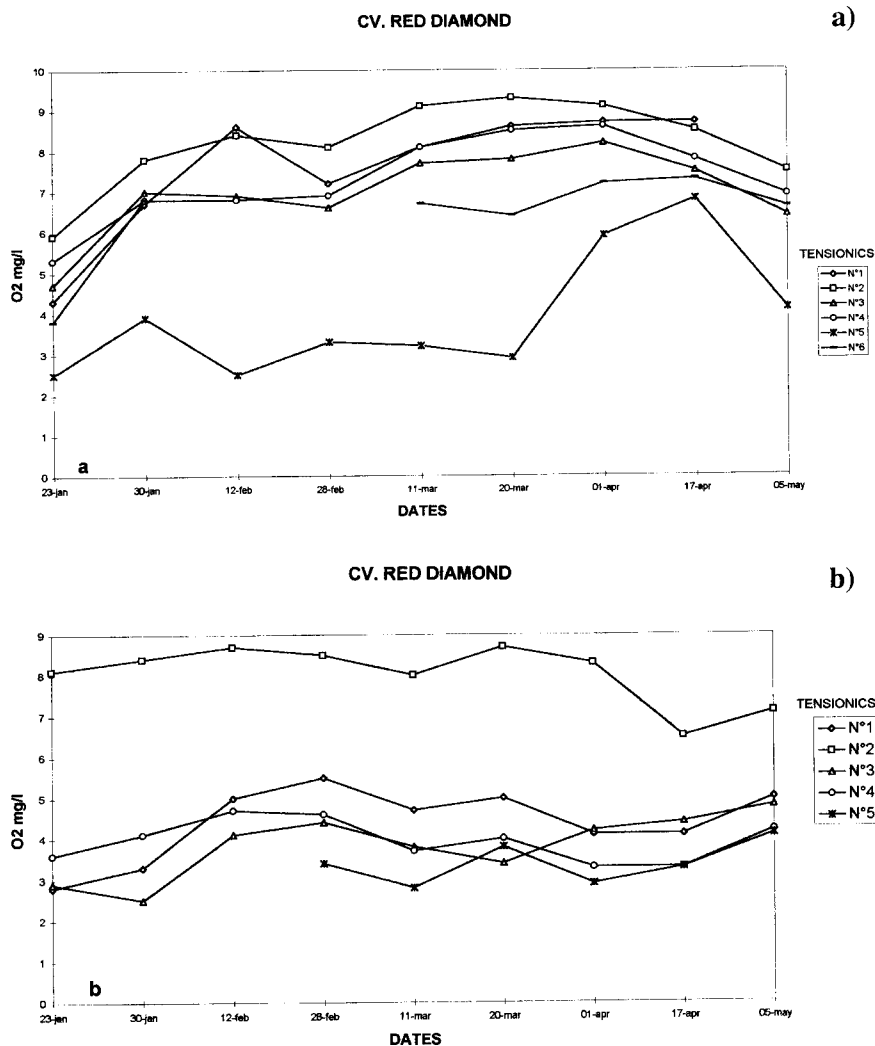 CV. RED DIAMOND
a)
10
9
8
7
6
5
4
3
2
1
0
O2 mg/l
a
23-jan
30-jan
12-feb
28-feb
11-mar
20-mar
01-apr
17-apr
05-may
DATES
TENSIONICS
N°1
N°2
N°3
N°4
N°5
N°6
CV. RED DIAMOND
b)
9
8
7
6
5
4
3
2
1
0
O2 mg/l
b
23-jan
30-jan
12-feb
28-feb
11-mar
20-mar
01-apr
17-apr
05-may
DATES
TENSIONICS
N°1
N°2
N°3
N°4
N°5